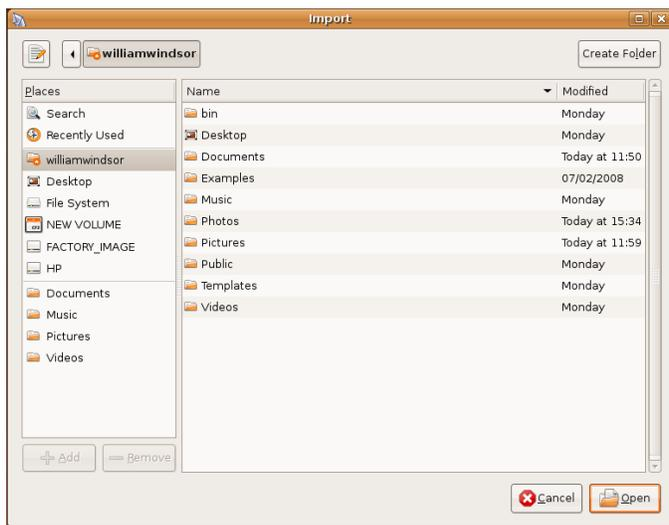 Import
williamwindsor
Create Folder
Places
Search
Recently Used
williamwindsor
Desktop
File System
NEW VOLUME
FACTORY_IMAGE
HP
Documents
Music
Pictures
Videos
Add
Remove
Name Modified
bin Monday
Desktop Monday
Documents Today at 11:50
Examples 07/02/2008
Music Monday
Photos Today at 15:34
Pictures Today at 11:59
Public Monday
Templates Monday
Videos Monday
Cancel
Open